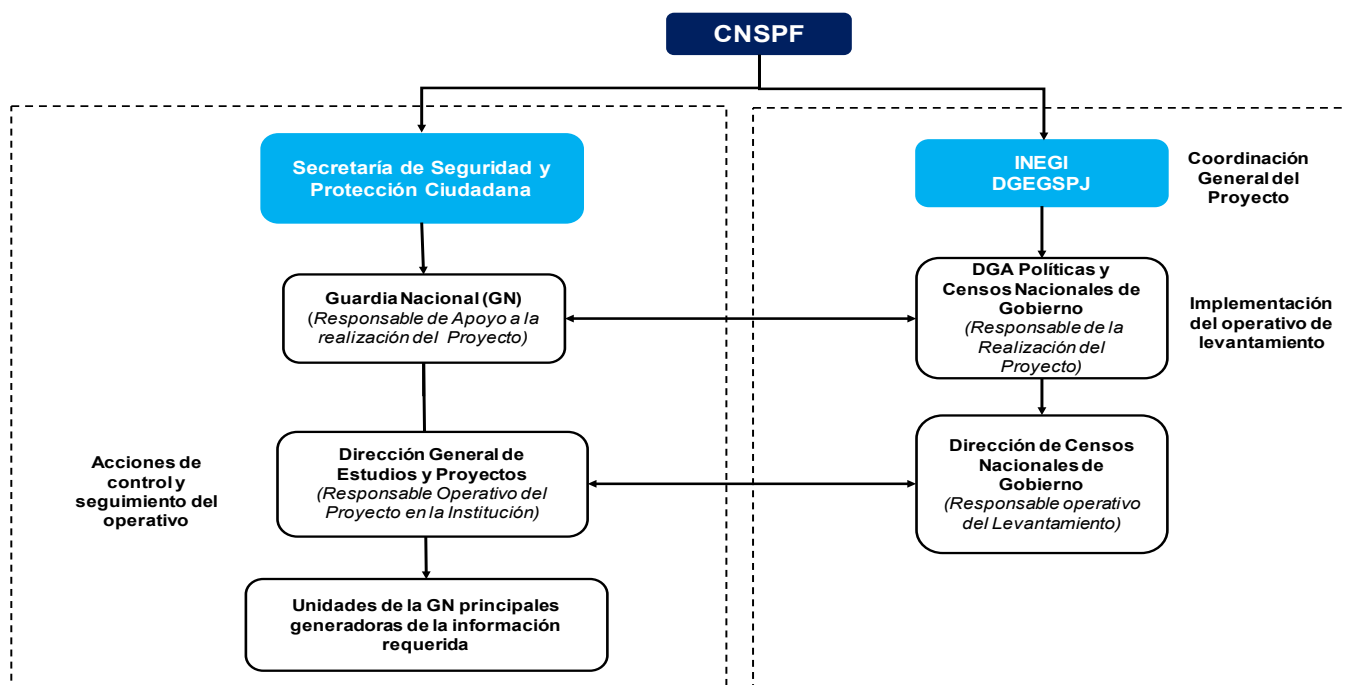 CNSPF
Secretaría de Seguridad y
Protección Ciudadana
INEGI
DGEGSPJ
Coordinación
General del
Proyecto
Guardia Nacional (GN)
(Responsable de Apoyo a la
realización del Proyecto)
DGA Políticas y
Censos Nacionales de
Gobierno
(Responsable de la
Realización del
Proyecto)
Implementación
del operativo de
levantamiento
Acciones de
control y
seguimiento del
operativo
Dirección General de
Estudios y Proyectos
(Responsable Operativo del
Proyecto en la Institución)
Dirección de Censos
Nacionales de
Gobierno
(Responsable operativo
del Levantamiento)
Unidades de la GN principales
generadoras de la información
requerida